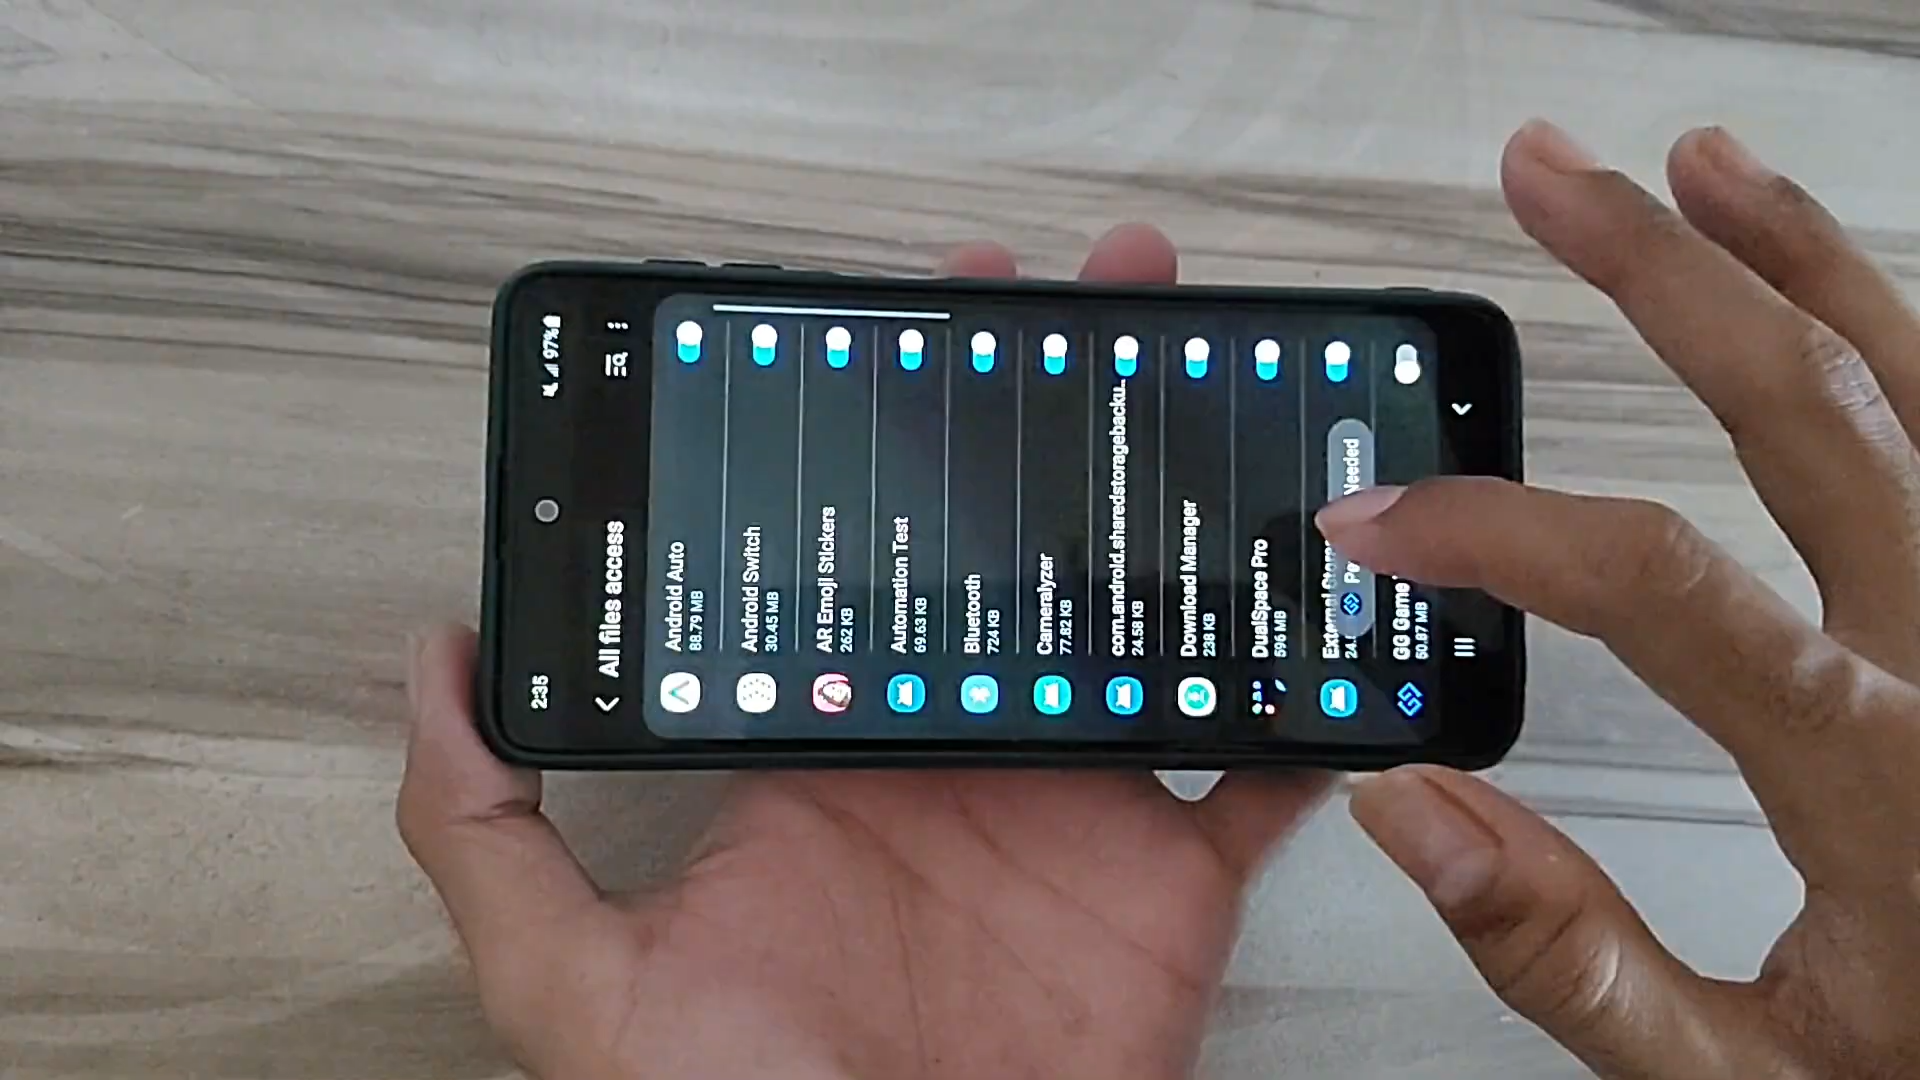 2:35
97%
All files access
Android Auto
88.79 MB
Android Switch
30.45 MB
AR Emoji Stickers
262 KB
Automation Test
69.63 KB
Bluetooth
724 KB
Cameralyzer
77.82 KB
com.android.sharedstoragebacku..
24.58 KB
Download Manager
238 KB
DualSpace Pro
596 MB
External
Needed
GG Game
60.87 MB